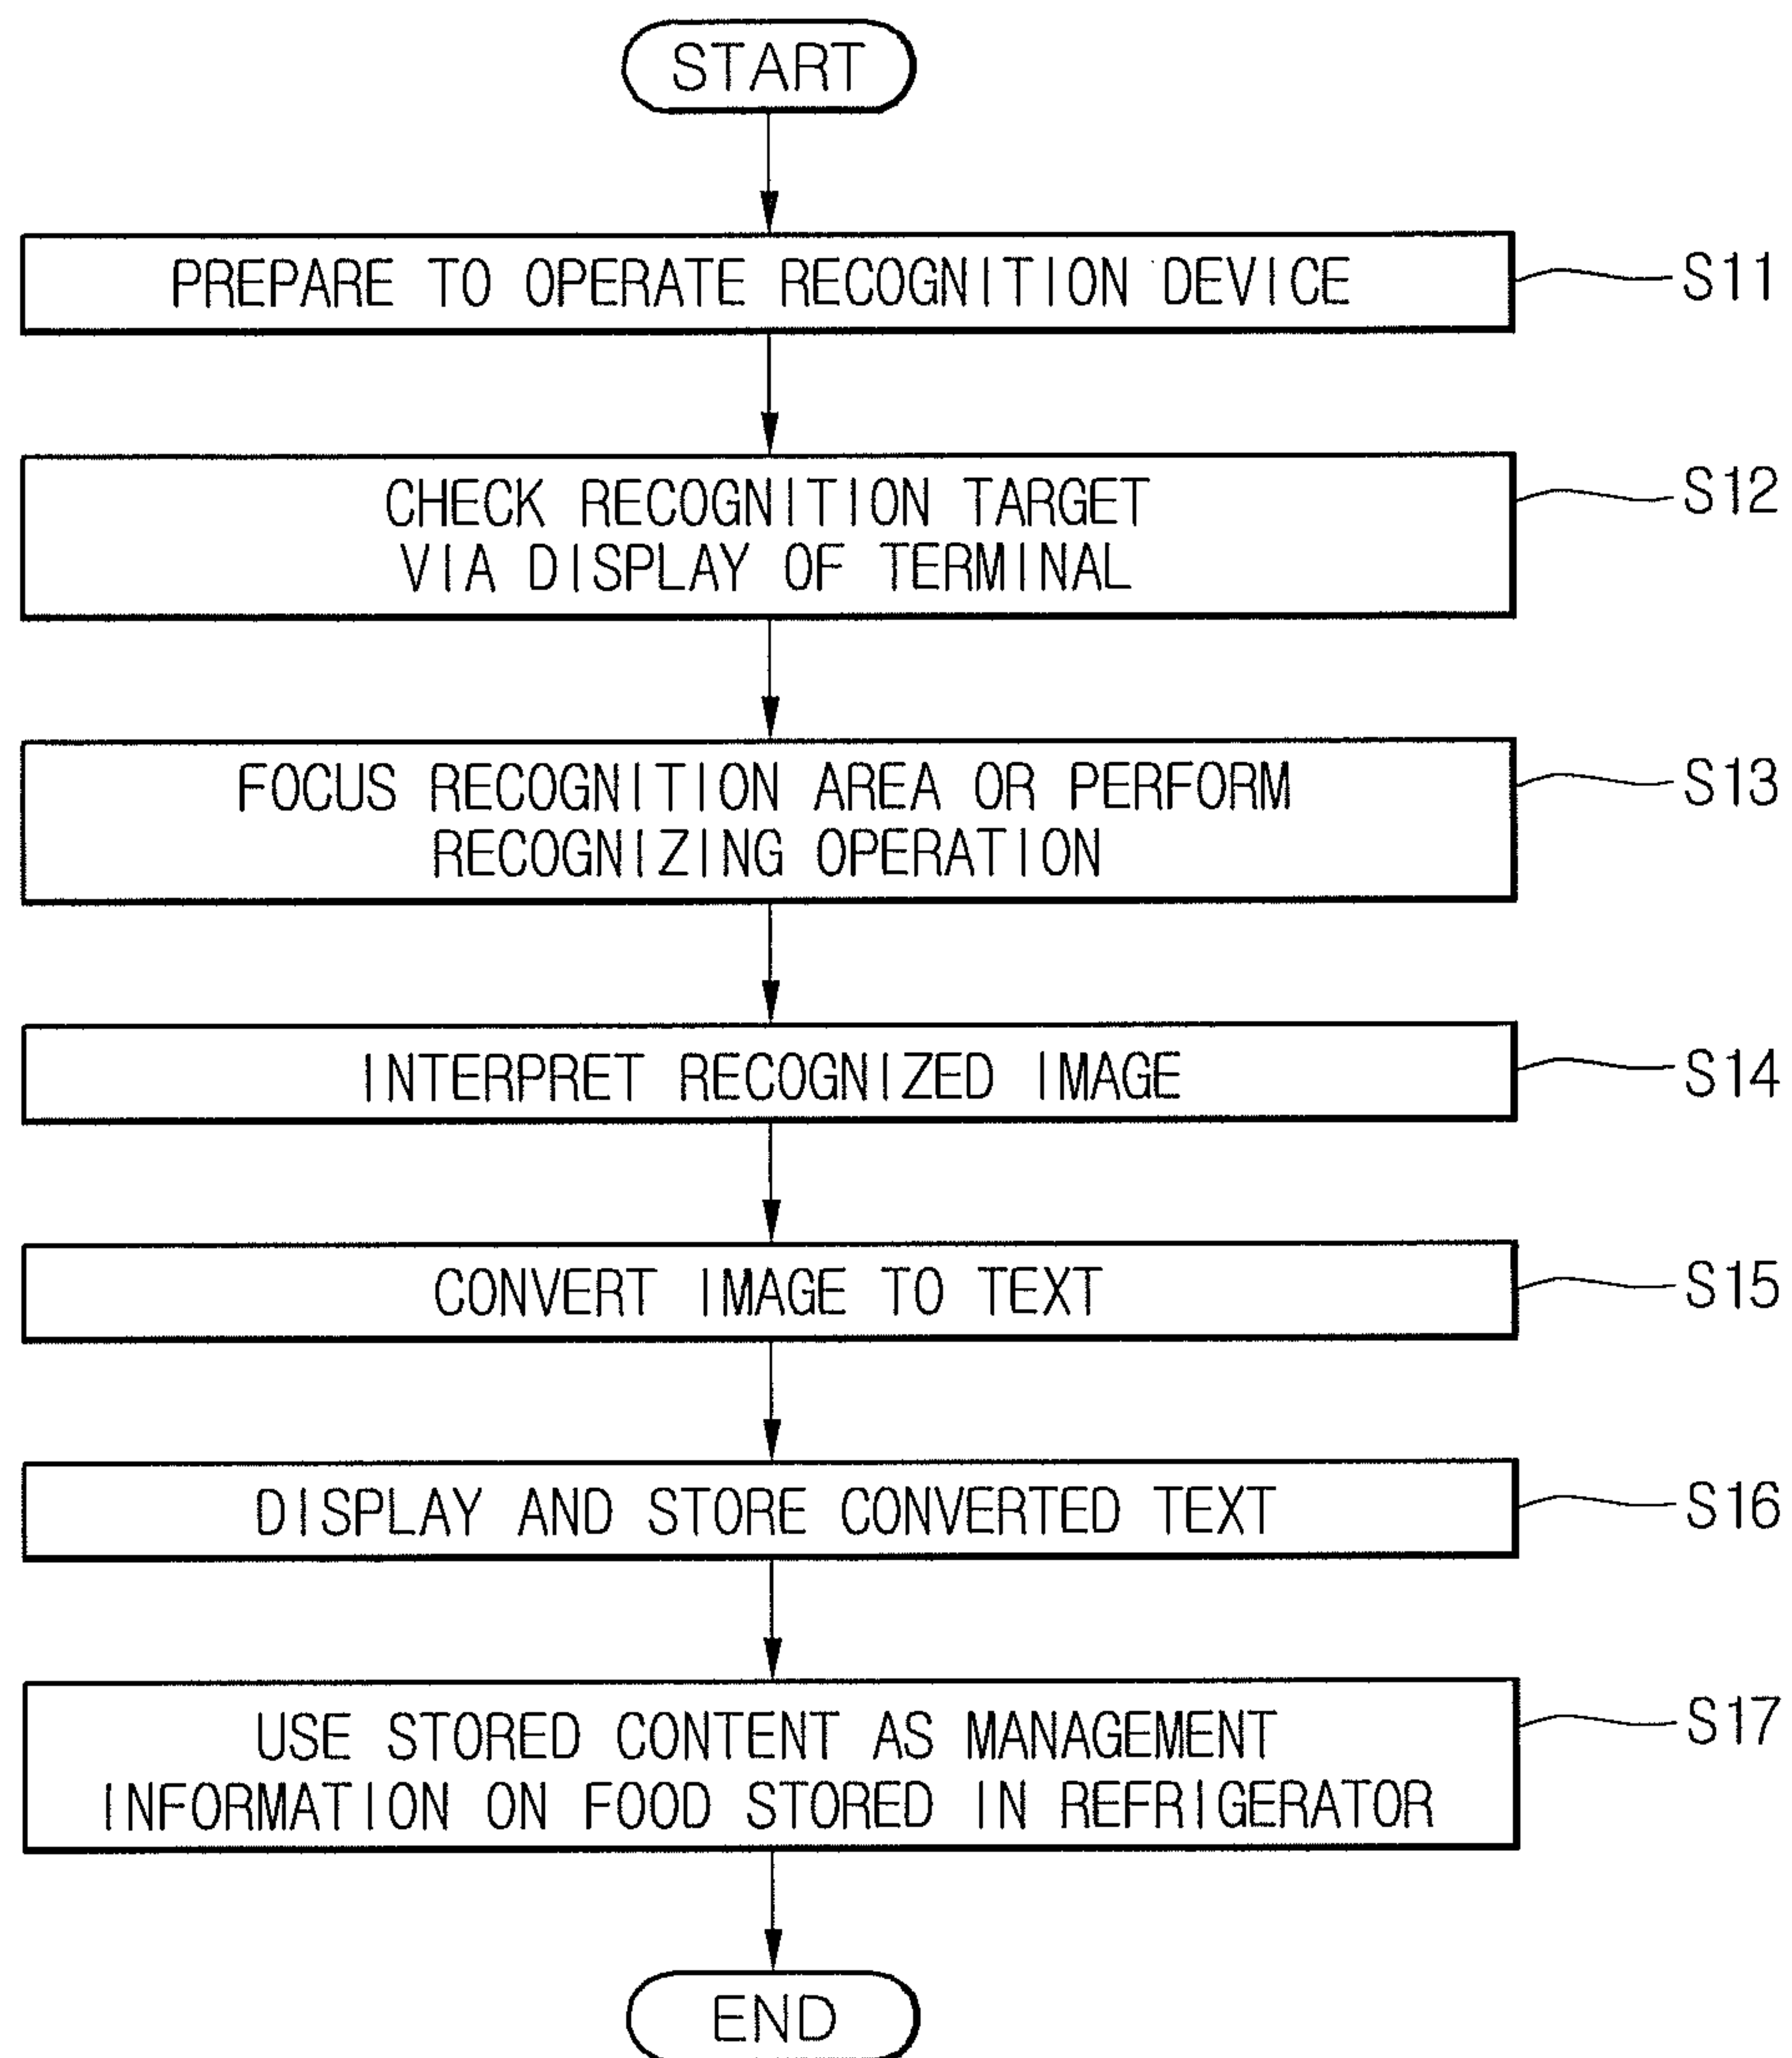 START
PREPARE TO OPERATE RECOGNITION DEVICE
S11
CHECK RECOGNITION TARGET
VIA DISPLAY OF TERMINAL
S12
FOCUS RECOGNITION AREA OR PERFORM
RECOGNIZING OPERATION
S13
INTERPRET RECOGNIZED IMAGE
S14
CONVERT IMAGE TO TEXT
S15
DISPLAY AND STORE CONVERTED TEXT
S16
USE STORED CONTENT AS MANAGEMENT
INFORMATION ON FOOD STORED IN REFRIGERATOR
S17
END